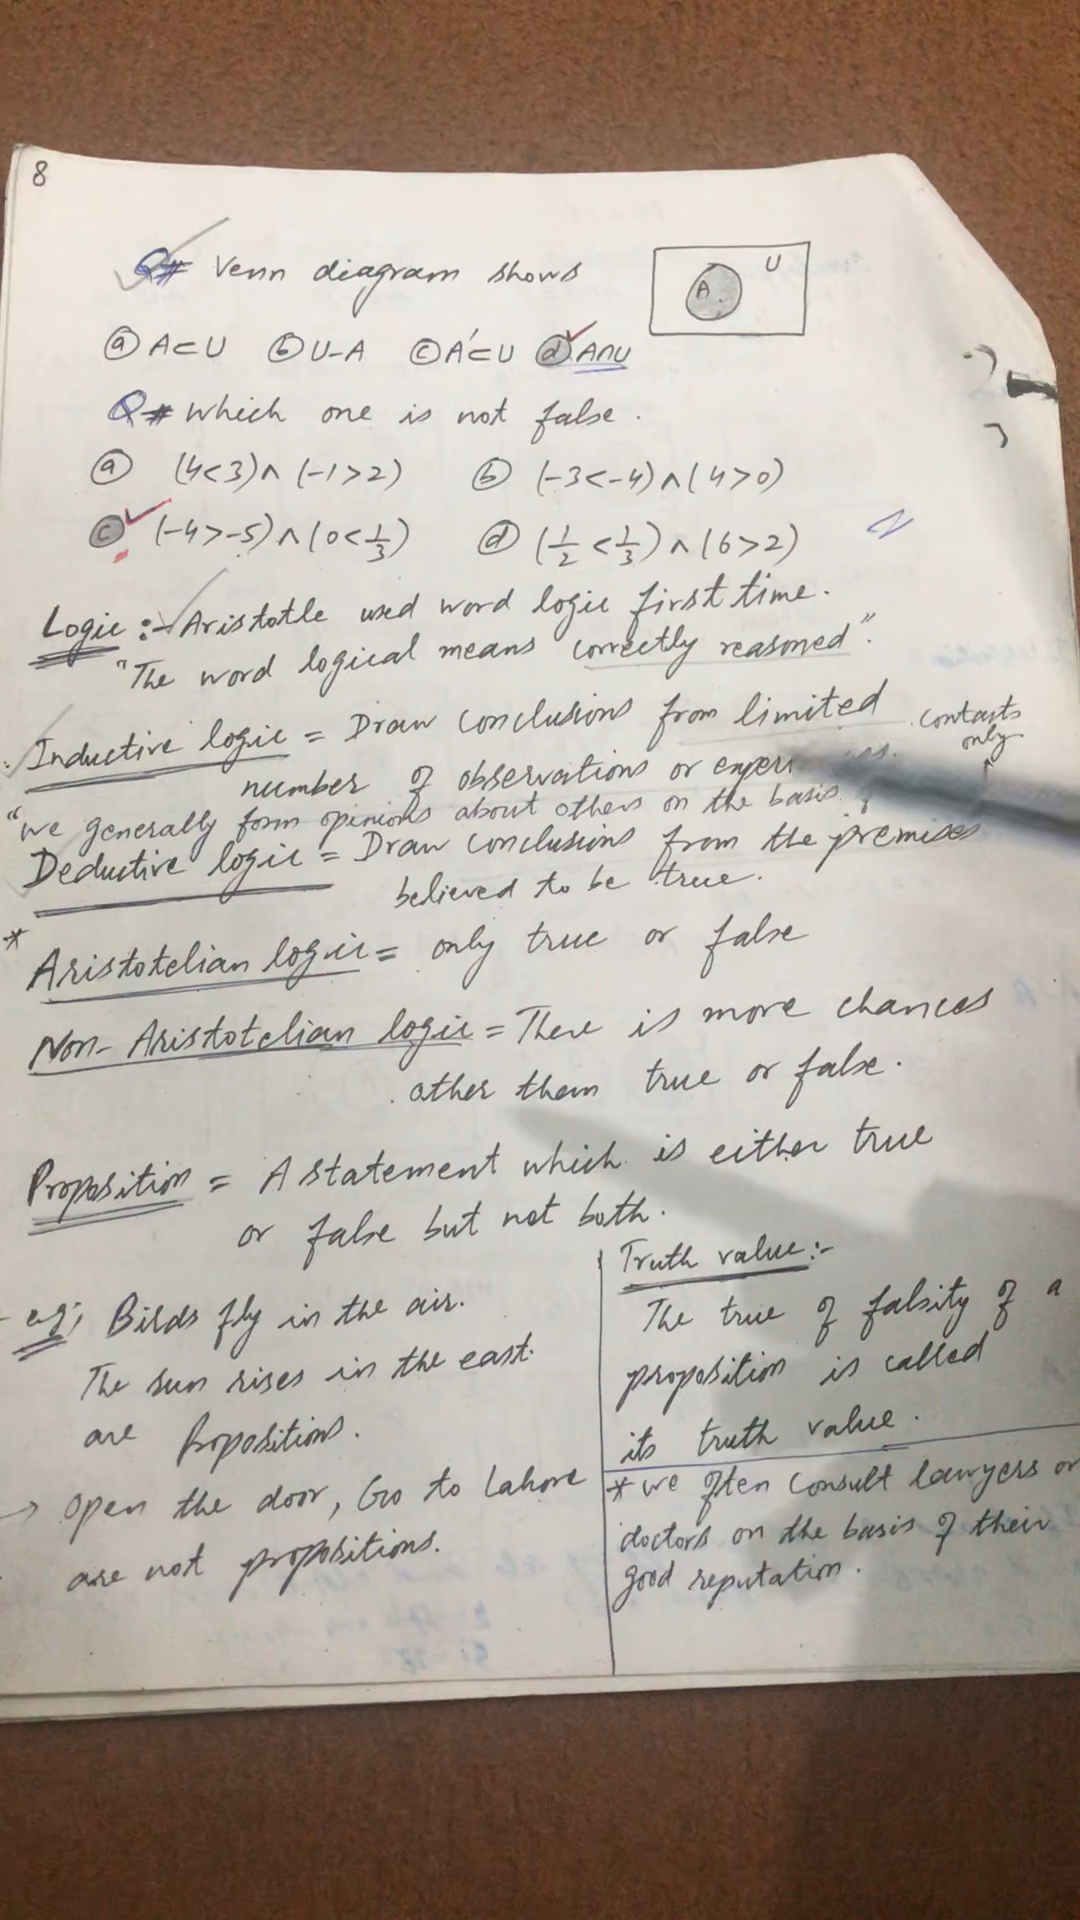 8
Q# Venn diagram shows
U
A
ⓐ A⊂U ⓑ U-A ⓒ A′⊂U ⓓ A∩U
Q# which one is not false.
ⓐ (4<3)∧(-1>2) ⓑ (-3<-4)∧(4>0)
ⓒ (-4>-5)∧(0<1/3) ⓓ (1/2<1/3)∧(6>2)
Logic :- Aristotle used word logic first time.
"The word logical means correctly reasoned".
Inductive logic = Draw conclusions from limited
number of observations or
contacts
only
"we generally form opinions about others on the basis
Deductive logic = Draw conclusions from the premises
believed to be true.
* Aristotelian logic = only true or false
Non-Aristotelian logic = There is more chances
other them true or false.
Proposition = A statement which is either true
or false but not both.
eg; Birds fly in the air.
The sun rises in the east.
are Propositions.
→ open the door, Go to Lahore
are not propositions.
Truth value:-
The true of falsity of a
proposition is called
its truth value.
* we often consult lawyers or
doctors on the basis of their
good reputation.